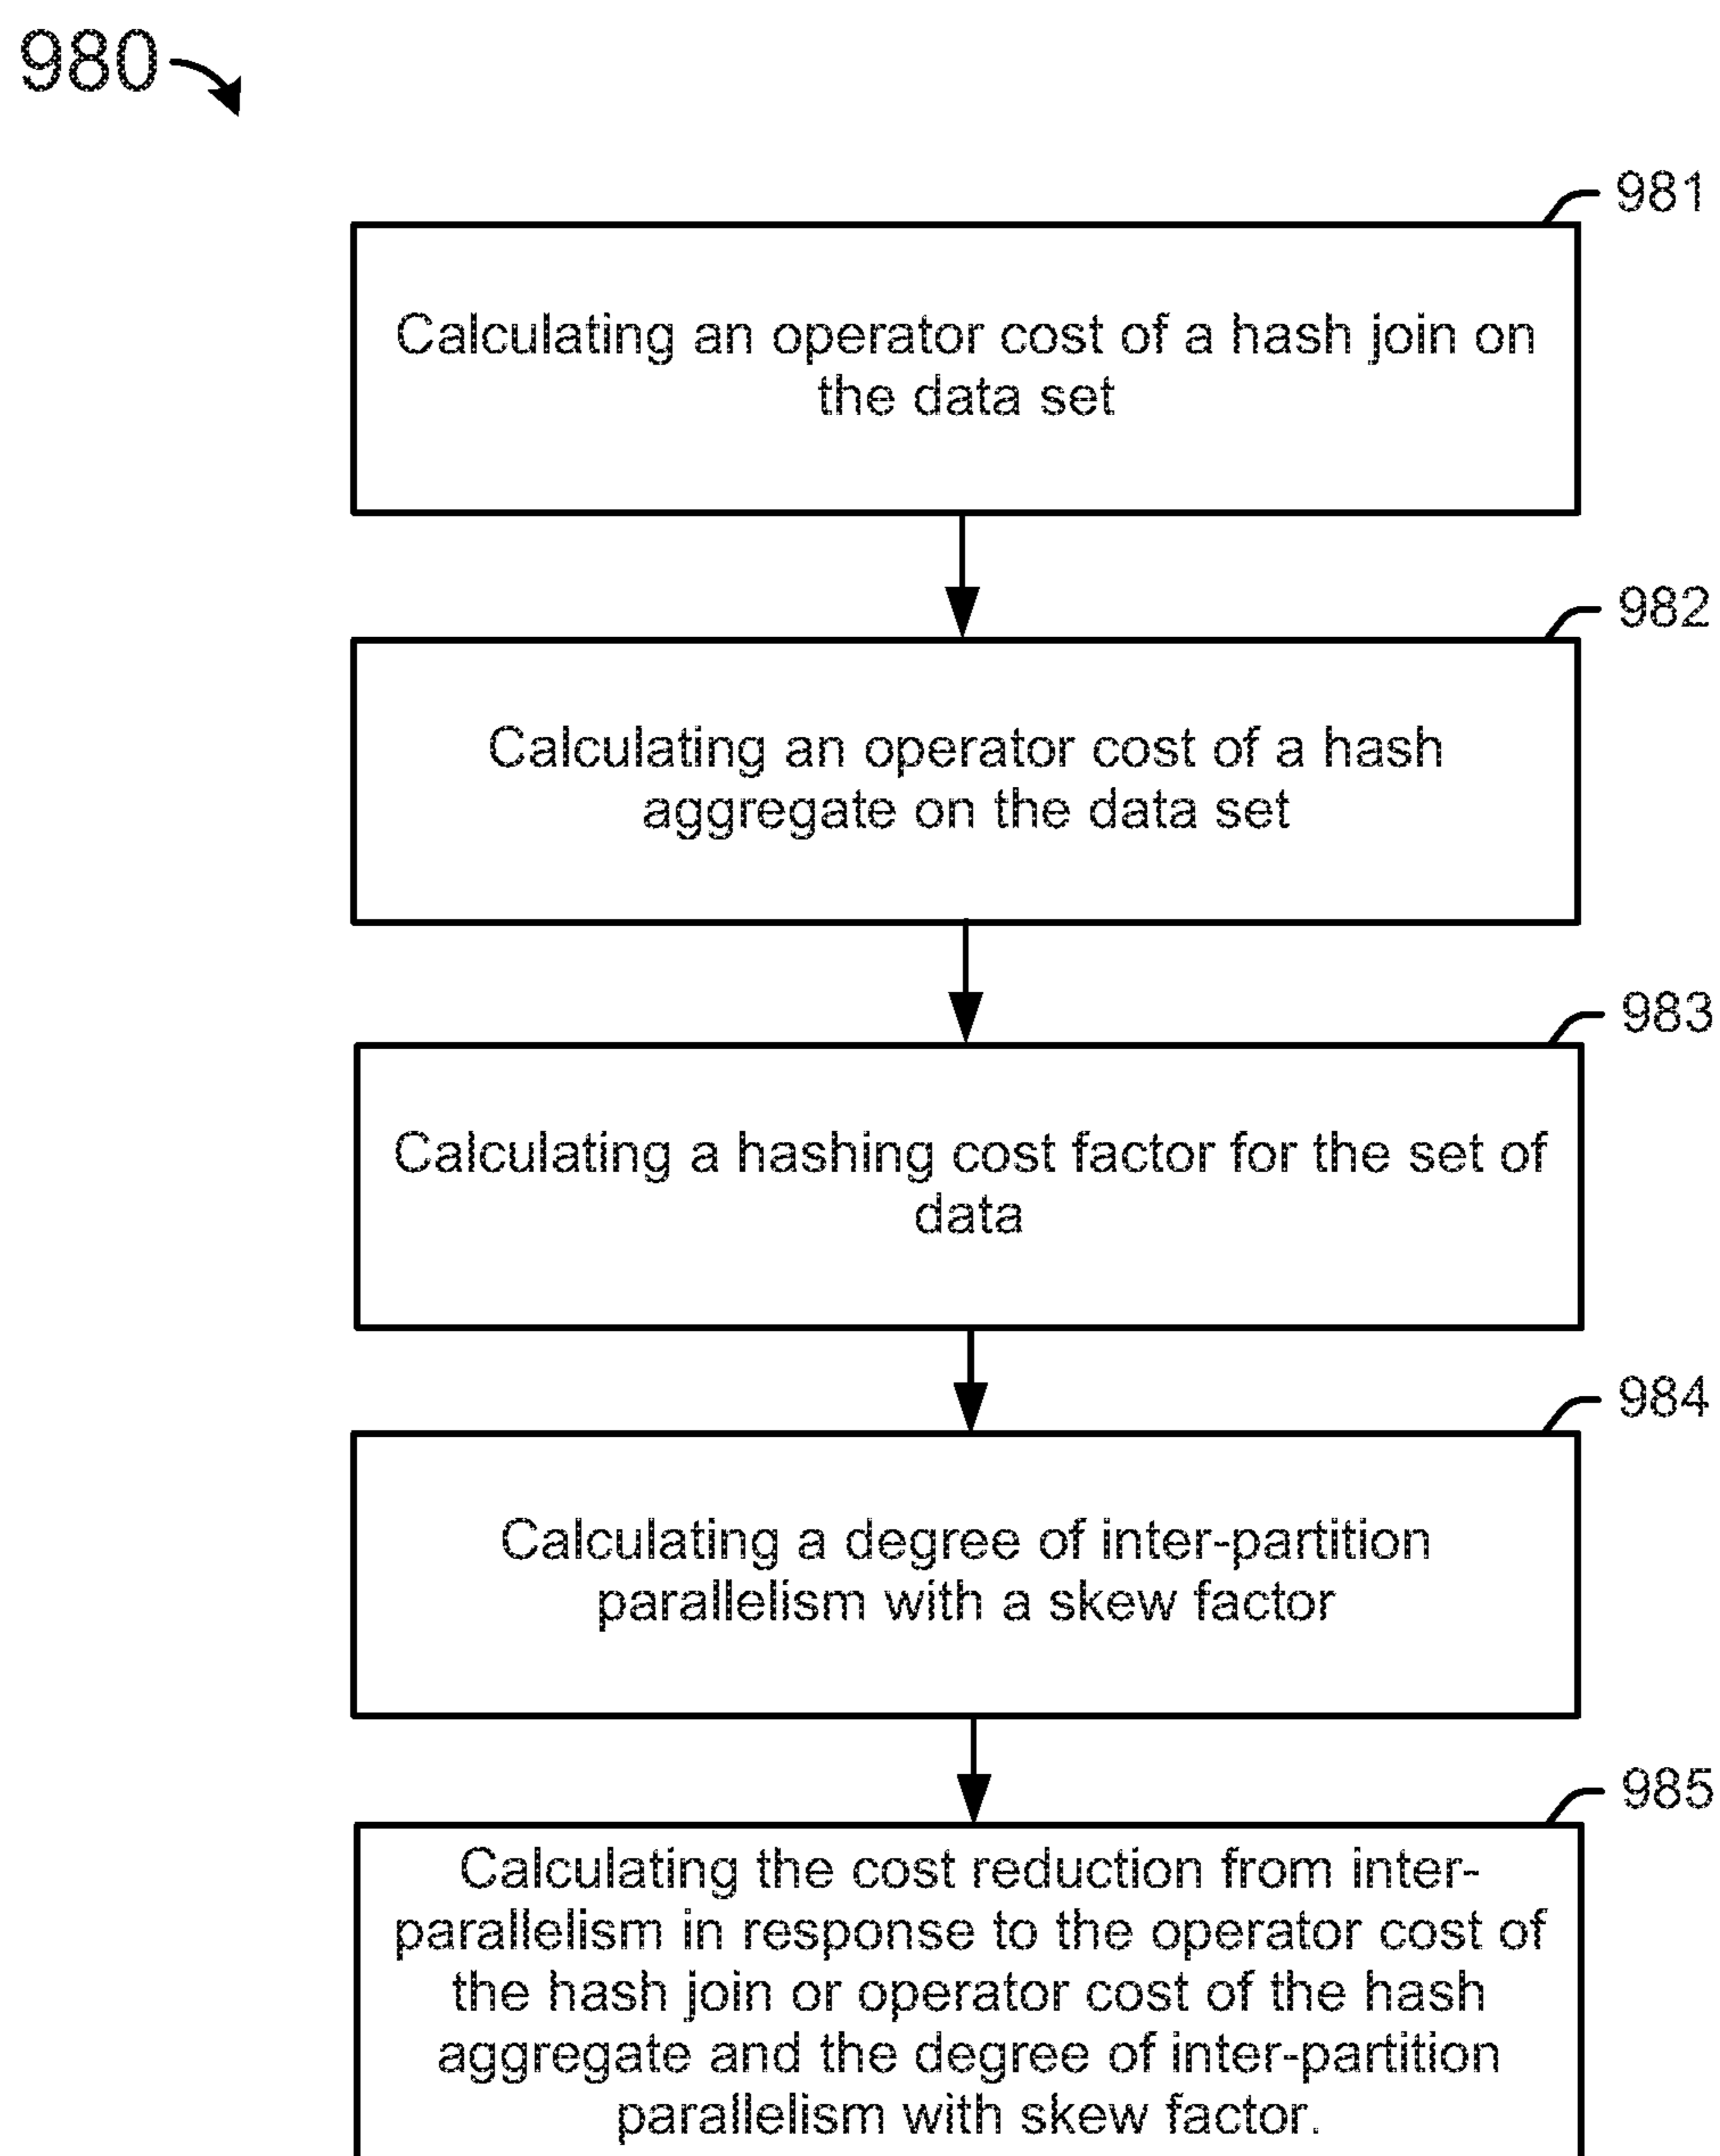 980
981
Calculating an operator cost of a hash join on
the data set
982
Calculating an operator cost of a hash
aggregate on the data set
983
Calculating a hashing cost factor for the set of
data
984
Calculating a degree of inter-partition
parallelism with a skew factor
985
Calculating the cost reduction from inter-
parallelism in response to the operator cost of
the hash join or operator cost of the hash
aggregate and the degree of inter-partition
parallelism with skew factor.